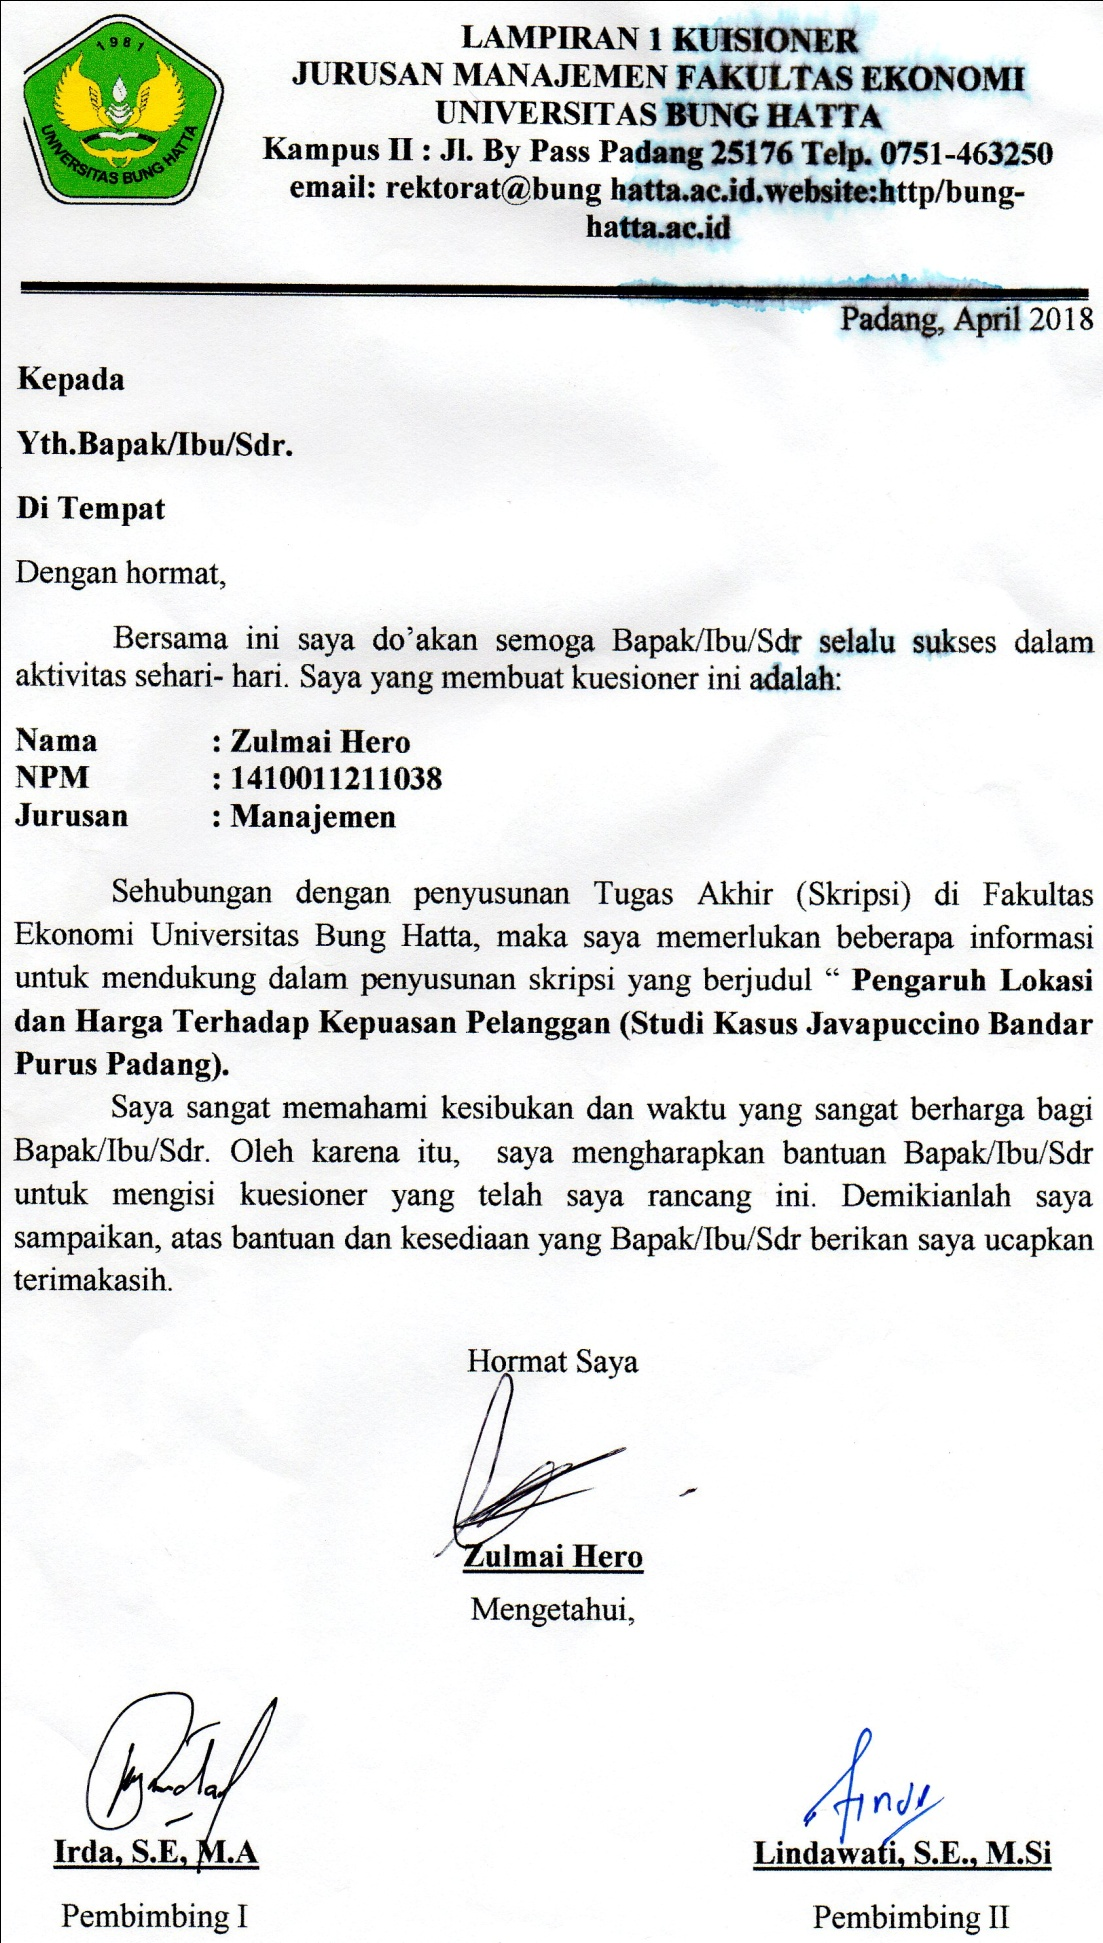 1981
UNIVERSITAS BUNG HATTA
LAMPIRAN 1 KUISIONER
JURUSAN MANAJEMEN FAKULTAS EKONOMI
UNIVERSITAS BUNG HATTA
Kampus II : Jl. By Pass Padang 25176 Telp. 0751-463250
email: rektorat@bung hatta.ac.id.website:http/bung-
hatta.ac.id
Padang, April 2018
Kepada
Yth.Bapak/Ibu/Sdr.
Di Tempat
Dengan hormat,
Bersama ini saya do’akan semoga Bapak/Ibu/Sdr selalu sukses dalam
aktivitas sehari- hari. Saya yang membuat kuesioner ini adalah:
Nama : Zulmai Hero
NPM : 1410011211038
Jurusan : Manajemen
Sehubungan dengan penyusunan Tugas Akhir (Skripsi) di Fakultas
Ekonomi Universitas Bung Hatta, maka saya memerlukan beberapa informasi
untuk mendukung dalam penyusunan skripsi yang berjudul “ Pengaruh Lokasi
dan Harga Terhadap Kepuasan Pelanggan (Studi Kasus Javapuccino Bandar
Purus Padang).
Saya sangat memahami kesibukan dan waktu yang sangat berharga bagi
Bapak/Ibu/Sdr. Oleh karena itu,  saya mengharapkan bantuan Bapak/Ibu/Sdr
untuk mengisi kuesioner yang telah saya rancang ini. Demikianlah saya
sampaikan, atas bantuan dan kesediaan yang Bapak/Ibu/Sdr berikan saya ucapkan
terimakasih.
Hormat Saya
Zulmai Hero
Mengetahui,
Irda, S.E, M.A
Lindawati, S.E., M.Si
Pembimbing I
Pembimbing II